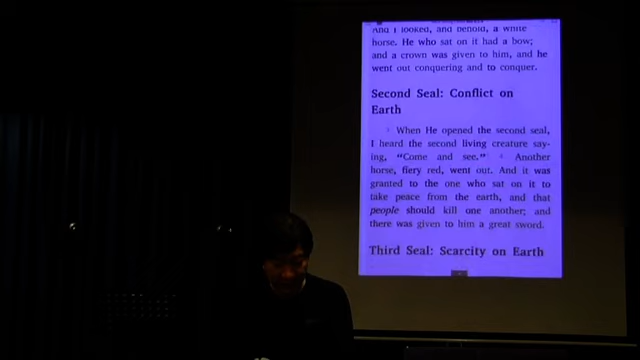 And I looked, and behold, a white
horse. He who sat on it had a bow;
and a crown was given to him, and he
went out conquering and to conquer.
Second Seal: Conflict on
Earth
When He opened the second seal,
I heard the second living creature say-
ing, “Come and see.” 4 Another
horse, fiery red, went out. And it was
granted to the one who sat on it to
take peace from the earth, and that
people should kill one another; and
there was given to him a great sword.
Third Seal: Scarcity on Earth